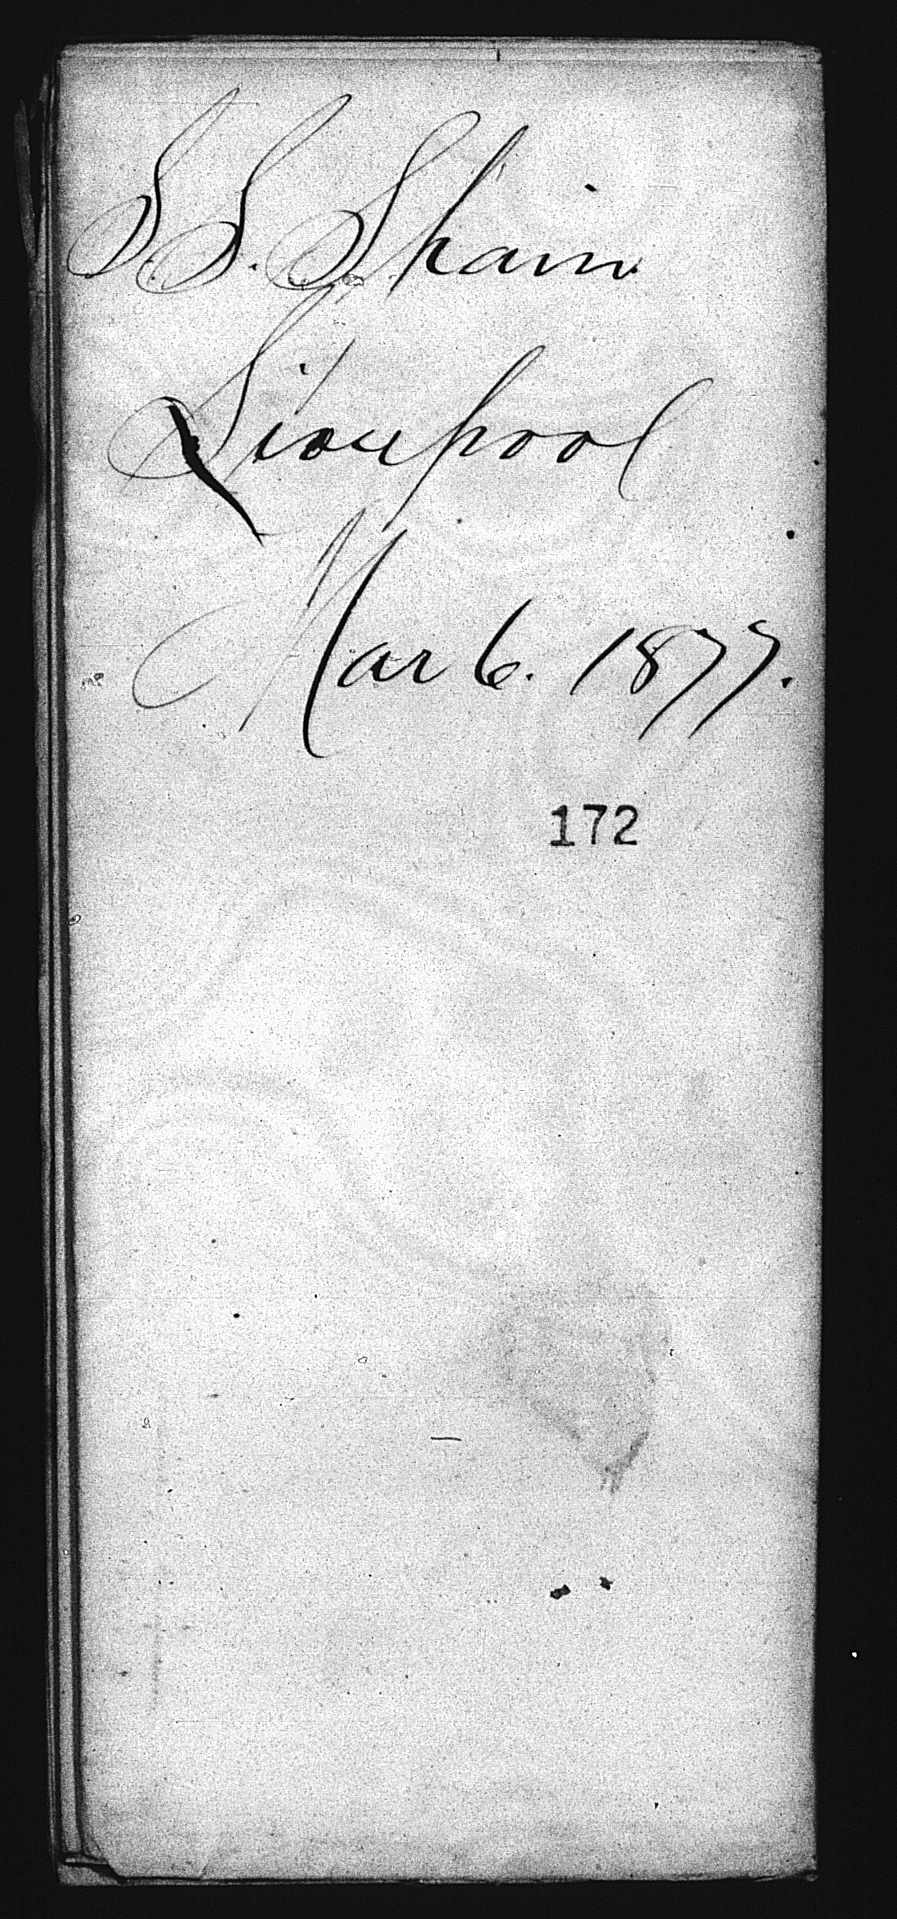 S.S. Spain
Liverpool
Mar 6. 1877.
172